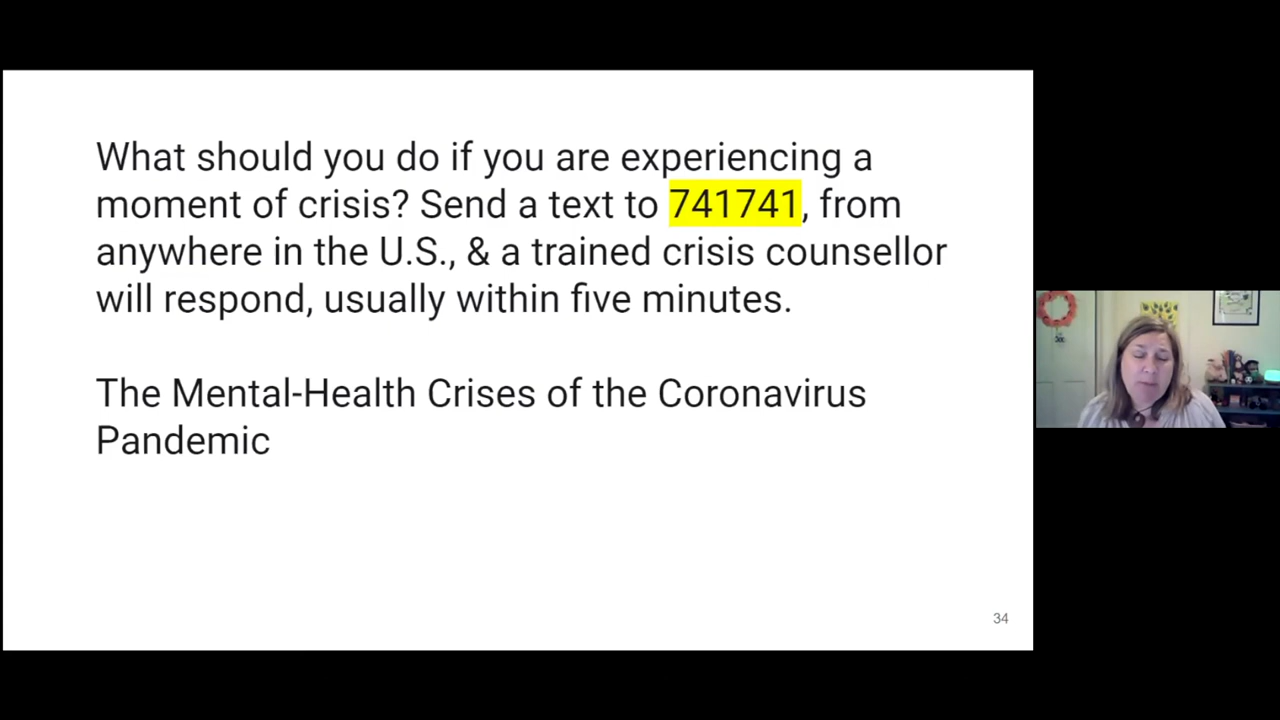 What should you do if you are experiencing a
moment of crisis? Send a text to 741741, from
anywhere in the U.S., & a trained crisis counsellor
will respond, usually within five minutes.
The Mental-Health Crises of the Coronavirus
Pandemic
34